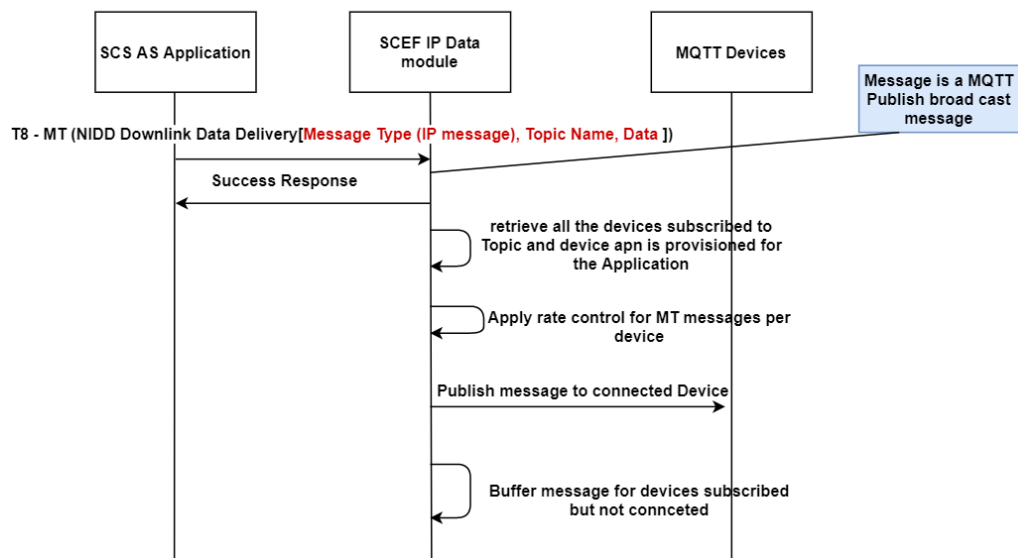 SCS AS Application
SCEF IP Data
module
MQTT Devices
Message is a MQTT
Publish broad cast
message
T8 - MT (NIDD Downlink Data Delivery[Message Type (IP message), Topic Name, Data ])
Success Response
retrieve all the devices subscribed to
Topic and device apn is provisioned for
the Application
Apply rate control for MT messages per
device
Publish message to connected Device
Buffer message for devices subscribed
but not connceted